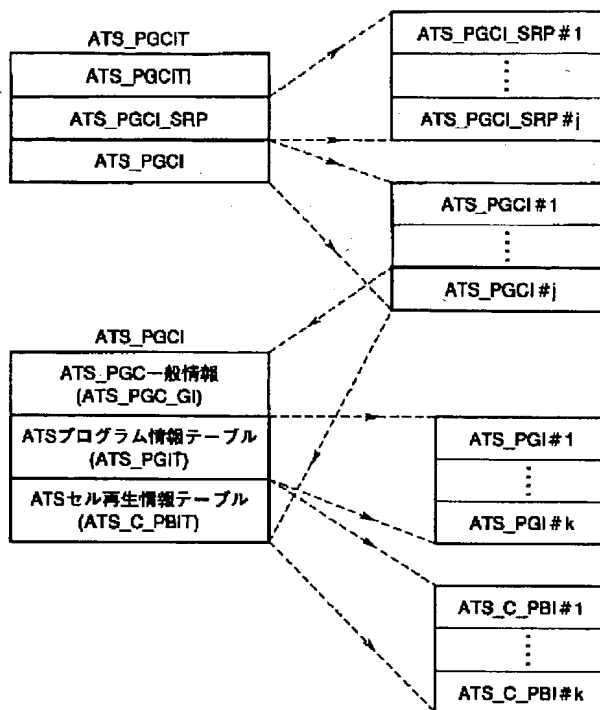 ATS_PGCIT
ATS_PGCITI
ATS_PGCI_SRP
ATS_PGCI
ATS_PGCI_SRP#1
ATS_PGCI_SRP#j
ATS_PGCI#1
ATS_PGCI#j
ATS_PGCI
ATS_PGC一般情報
(ATS_PGC_GI)
ATSプログラム情報テーブル
(ATS_PGIT)
ATSセル再生情報テーブル
(ATS_C_PBIT)
ATS_PGI#1
ATS_PGI#k
ATS_C_PBI#1
ATS_C_PBI#k